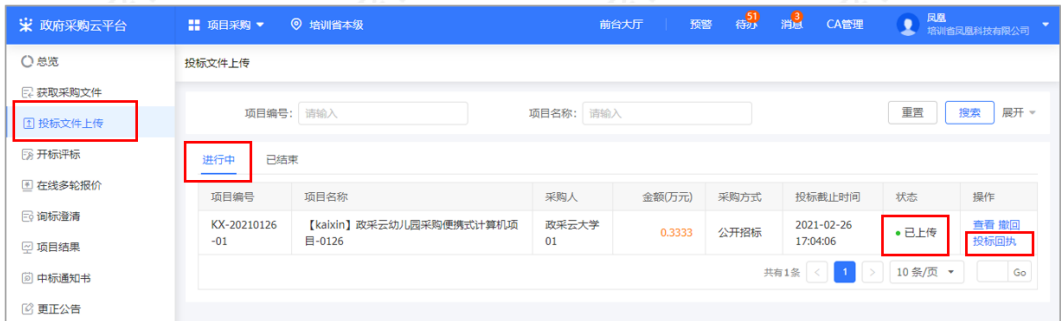 政府采购云平台
项目采购
培训省本级
前台大厅
预警
待办
51
消息
3
CA管理
凤凰
培训省凤凰科技有限公司
总览
获取采购文件
投标文件上传
开标评标
在线多轮报价
询标澄清
项目结果
中标通知书
更正公告
投标文件上传
项目编号: 请输入
项目名称: 请输入
重置
搜索
展开
进行中
已结束
项目编号 项目名称 采购人 金额(万元) 采购方式 投标截止时间 状态 操作
KX-20210126
-01
【kaixin】政采云幼儿园采购便携式计算机项
目-0126
政采云大学
01
0.3333
公开招标
2021-02-26
17:04:06
已上传
查看 撤回
投标回执
共有1条 < 1 > 10 条/页 Go